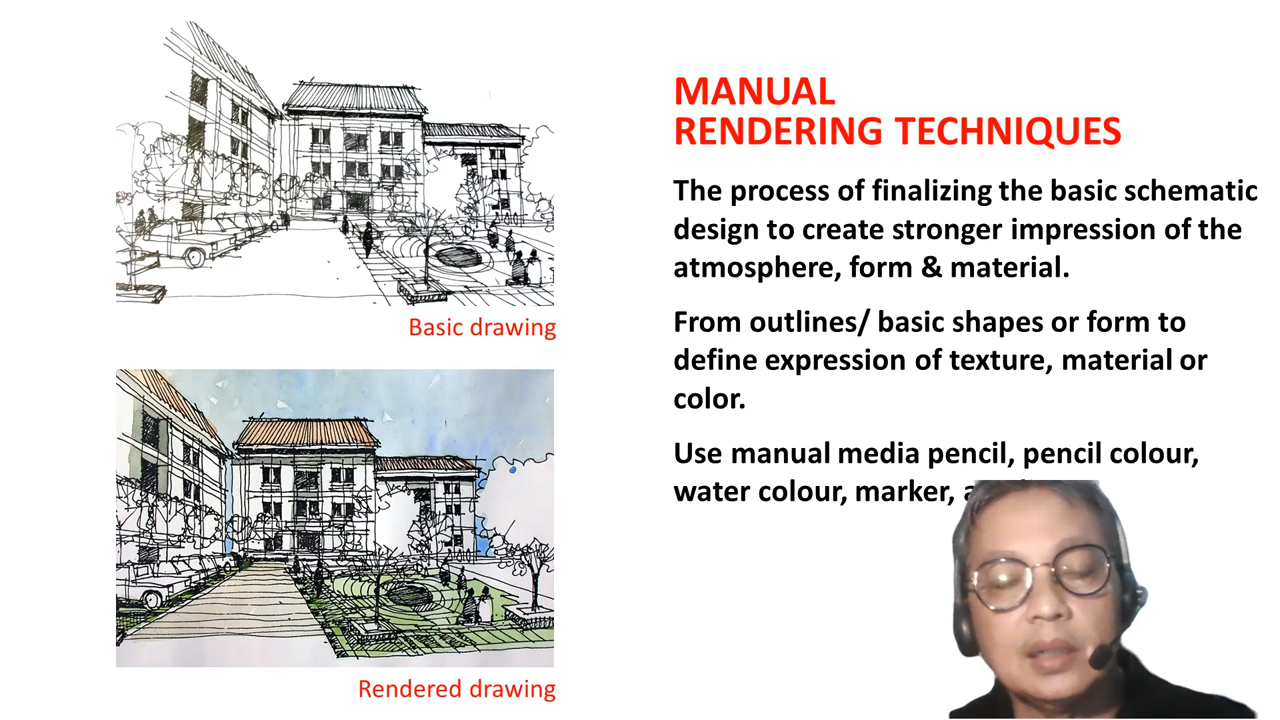 MANUAL
RENDERING TECHNIQUES
The process of finalizing the basic schematic
design to create stronger impression of the
atmosphere, form & material.
From outlines/ basic shapes or form to
define expression of texture, material or
color.
Use manual media pencil, pencil colour,
water colour, marker,
Basic drawing
Rendered drawing